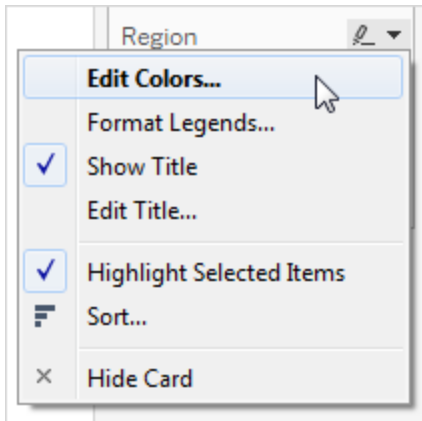 Region
Edit Colors...
Format Legends...
Show Title
Edit Title...
Highlight Selected Items
Sort...
Hide Card